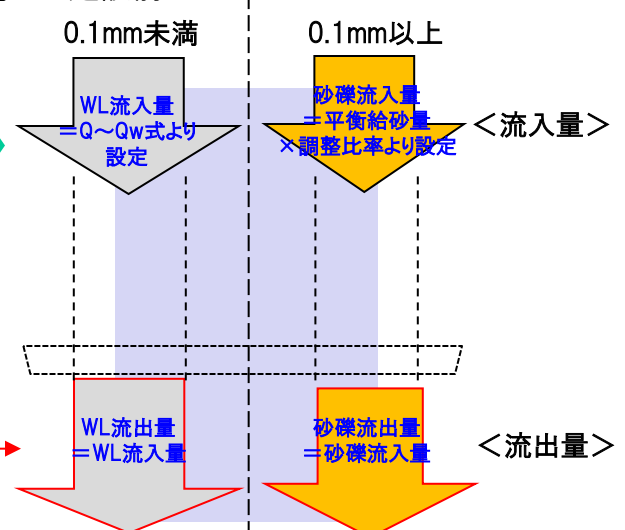 0.1mm未満
0.1mm以上
WL流入量
＝Q～Qw式より
設定
砂礫流入量
＝平衡給砂量
×調整比率より設定
＜流入量＞
WL流出量
＝WL流入量
砂礫流出量
＝砂礫流入量
＜流出量＞